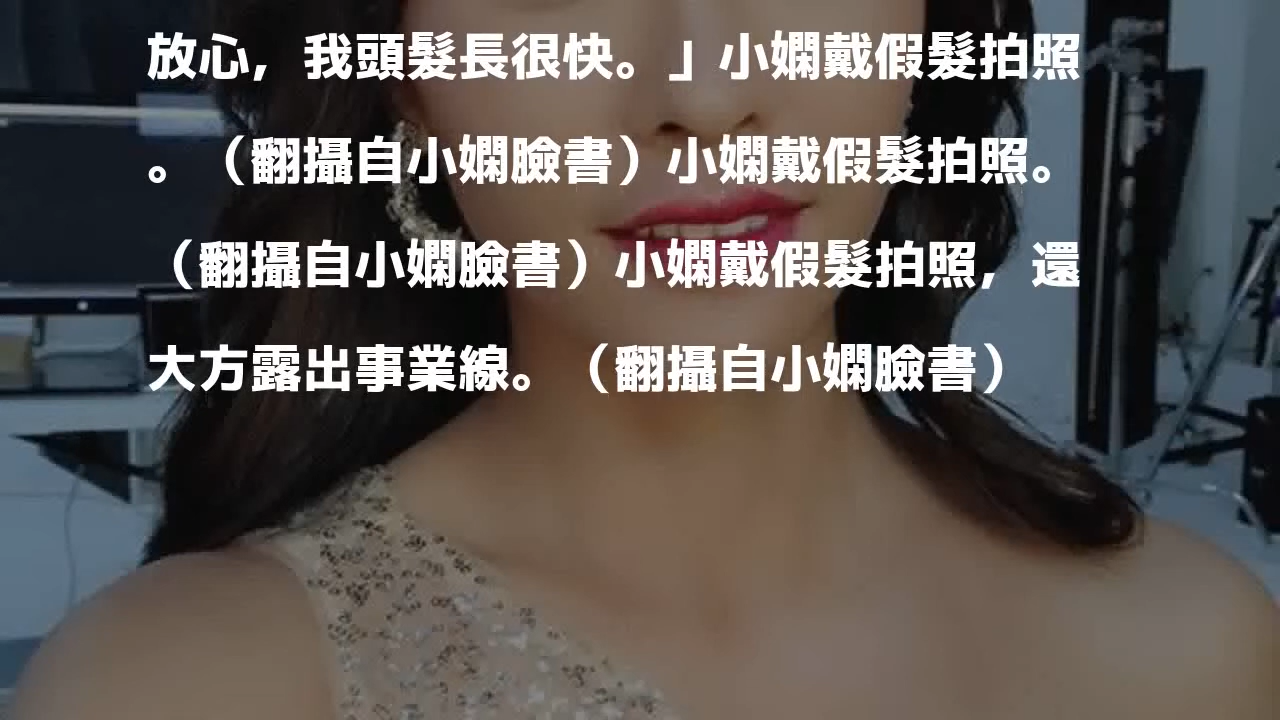 放心，我頭髮長很快。」小嫻戴假髮拍照
。（翻攝自小嫻臉書）小嫻戴假髮拍照。
（翻攝自小嫻臉書）小嫻戴假髮拍照，還
大方露出事業線。（翻攝自小嫻臉書）